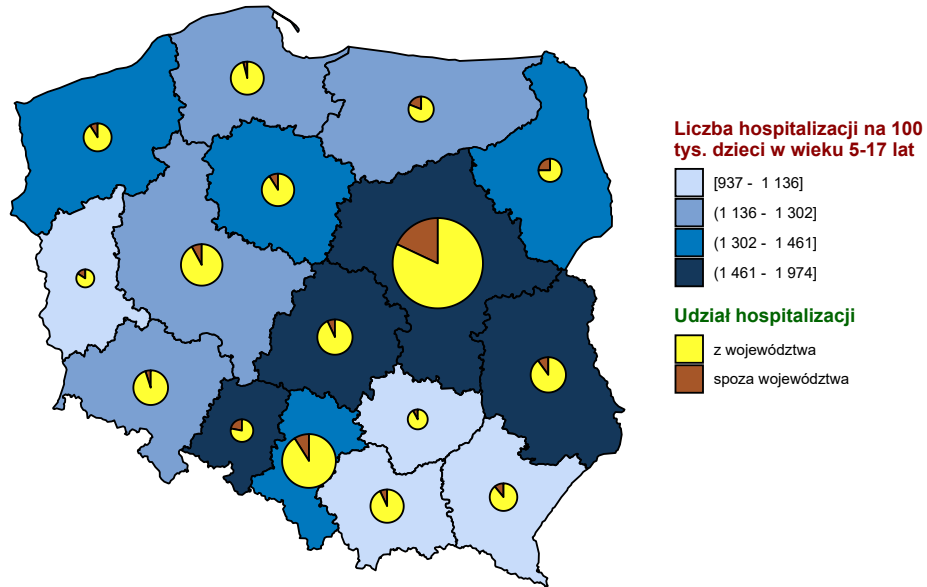 Liczba hospitalizacji na 100
tys. dzieci w wieku 5-17 lat
[937 - 1 136]
(1 136 - 1 302]
(1 302 - 1 461]
(1 461 - 1 974]
Udział hospitalizacji
z województwa
spoza województwa